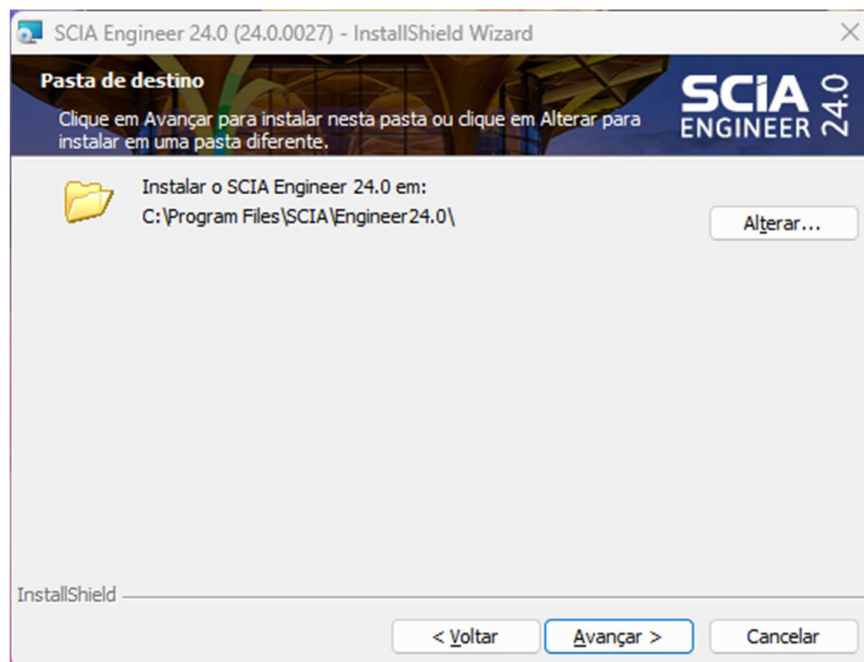 SCIA Engineer 24.0 (24.0.0027) - InstallShield Wizard
Pasta de destino
Clique em Avançar para instalar nesta pasta ou clique em Alterar para
instalar em uma pasta diferente.
SCIA
ENGINEER
24.0
Instalar o SCIA Engineer 24.0 em:
C:\Program Files\SCIA\Engineer24.0\
Alterar...
InstallShield
< Voltar
Avançar >
Cancelar